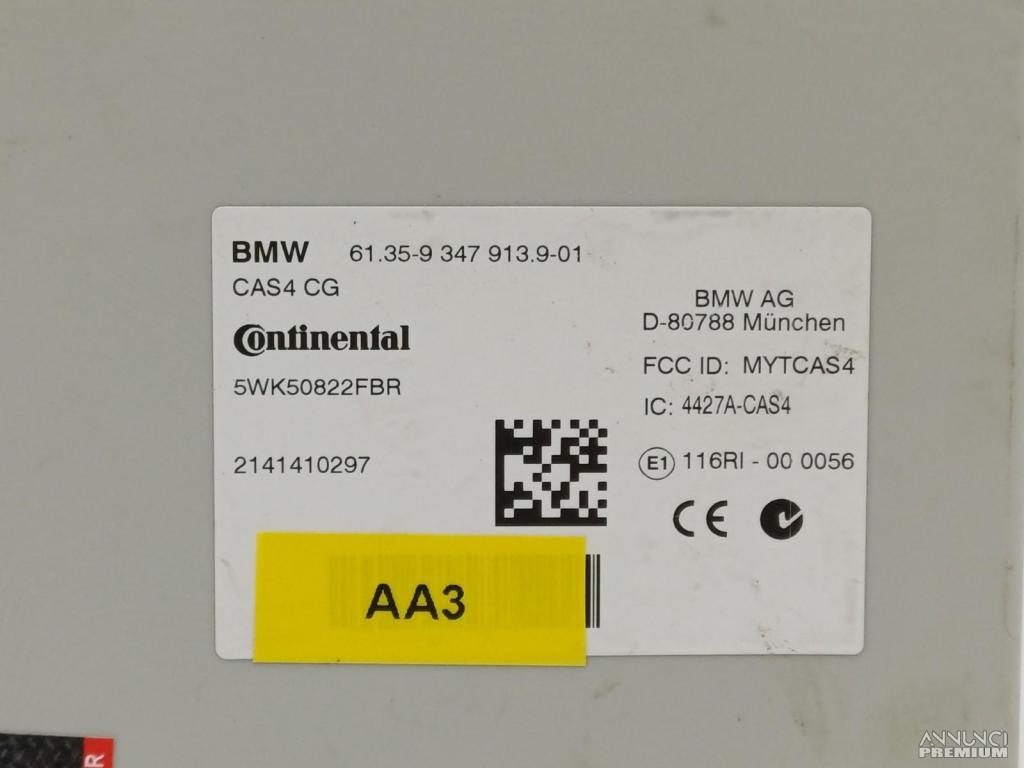 BMW 61.35-9 347 913.9-01
CAS4 CG
Continental
5WK50822FBR
2141410297
BMW AG
D-80788 München
FCC ID: MYTCAS4
IC: 4427A-CAS4
E1 116RI - 00 0056
CE
AA3
R
ANNUNCI
PREMIUM